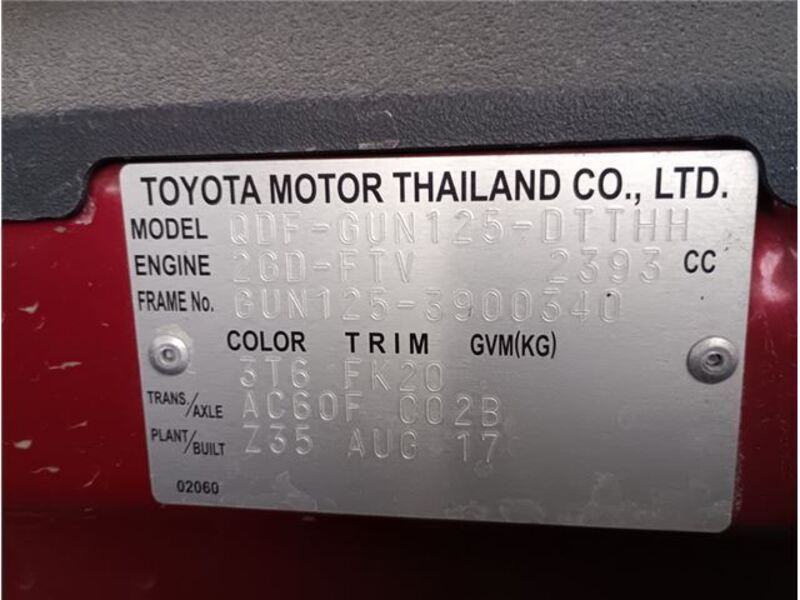 TOYOTA MOTOR THAILAND CO., LTD.
MODEL QDF-GUN125-DTTHH
ENGINE 2GD-FTV 2393 CC
FRAME No. GUN125-3900340
COLOR TRIM GVM(KG)
3T6 FK20
TRANS./AXLE AC60F C02B
PLANT/BUILT Z35 AUG 17
02060